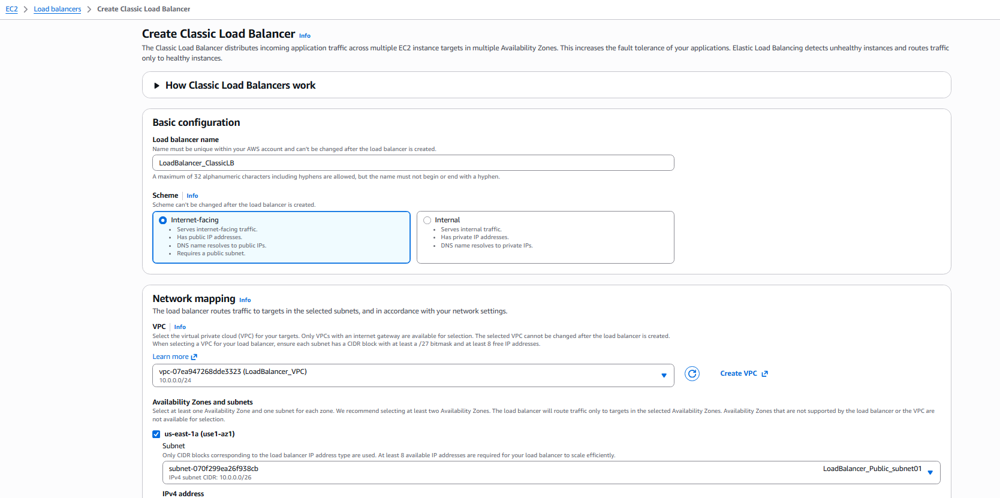 EC2 > Load balancers > Create Classic Load Balancer
Create Classic Load Balancer Info
The Classic Load Balancer distributes incoming application traffic across multiple EC2 instance targets in multiple Availability Zones. This increases the fault tolerance of your applications. Elastic Load Balancing detects unhealthy instances and routes traffic
only to healthy instances.
How Classic Load Balancers work
Basic configuration
Load balancer name
Name must be unique within your AWS account and can't be changed after the load balancer is created.
LoadBalancer_ClassicLB
A maximum of 32 alphanumeric characters including hyphens are allowed, but the name must not begin or end with a hyphen.
Scheme Info
Scheme can't be changed after the load balancer is created.
Internet-facing
• Serves internet-facing traffic.
• Has public IP addresses.
• DNS name resolves to public IPs.
• Requires a public subnet.
Internal
• Serves internal traffic.
• Has private IP addresses.
• DNS name resolves to private IPs.
Network mapping Info
The load balancer routes traffic to targets in the selected subnets, and in accordance with your network settings.
VPC Info
Select the virtual private cloud (VPC) for your targets. Only VPCs with an internet gateway are available for selection. The selected VPC cannot be changed after the load balancer is created.
When selecting a VPC for your load balancer, ensure each subnet has a CIDR block with at least a /27 bitmask and at least 8 free IP addresses.
Learn more
vpc-07ea947268dde3323 (LoadBalancer_VPC)
10.0.0.0/24
Create VPC
Availability Zones and subnets
Select at least one Availability Zone and one subnet for each zone. We recommend selecting at least two Availability Zones. The load balancer will route traffic only to targets in the selected Availability Zones. Availability Zones that are not supported by the load balancer or the VPC are
not available for selection.
us-east-1a (use1-az1)
Subnet
Only CIDR blocks corresponding to the load balancer IP address type are used. At least 8 available IP addresses are required for your load balancer to scale efficiently.
subnet-070f299ea26f938cb LoadBalancer_Public_subnet01
IPv4 subnet CIDR: 10.0.0.0/26
IPv4 address